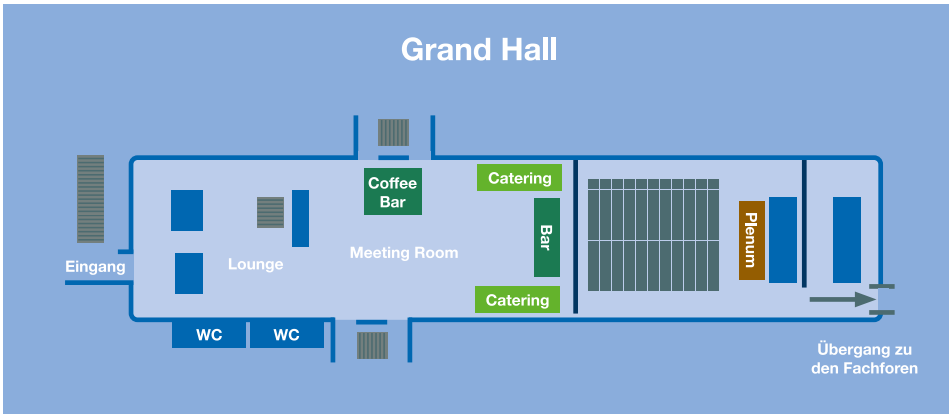 Grand Hall
Coffee
Bar
Catering
Bar
Plenum
Eingang
Lounge
Meeting Room
Catering
WC
WC
Übergang zu
den Fachforen